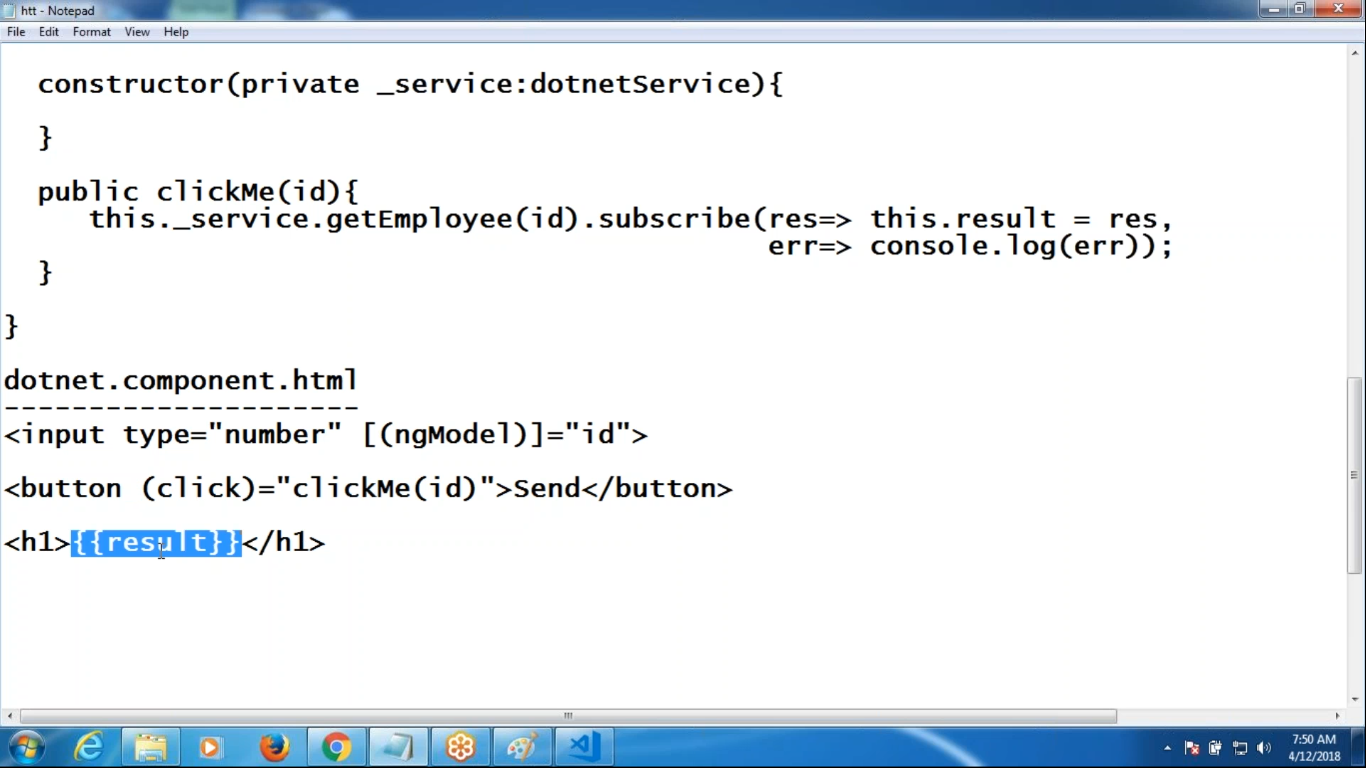 htt - Notepad
File Edit Format View Help
constructor(private _service:dotnetService){
}
public clickMe(id){
this._service.getEmployee(id).subscribe(res=> this.result = res,
err=> console.log(err));
}
}
dotnet.component.html
---------------------
<input type="number" [(ngModel)]="id">
<button (click)="clickMe(id)">Send</button>
<h1>{{result}}</h1>
7:50 AM
4/12/2018